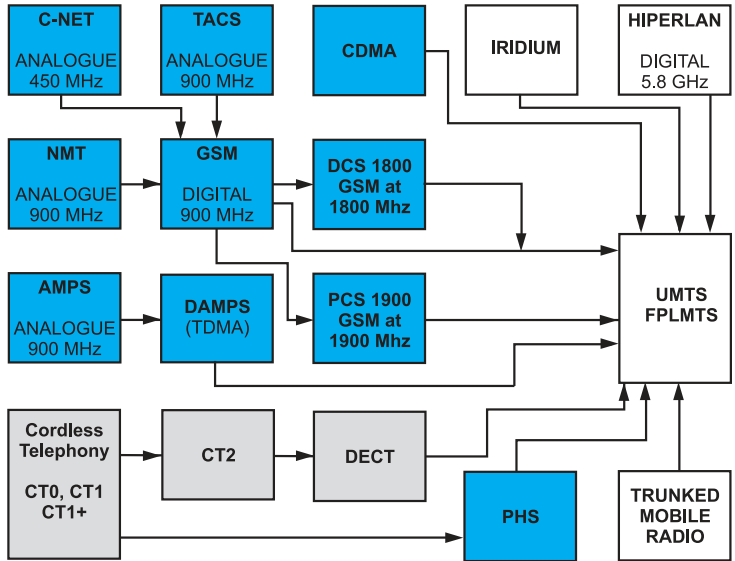 C-NET
ANALOGUE
450 MHz
TACS
ANALOGUE
900 MHz
CDMA
IRIDIUM
HIPERLAN
DIGITAL
5.8 GHz
NMT
ANALOGUE
900 MHz
GSM
DIGITAL
900 MHz
DCS 1800
GSM at
1800 Mhz
AMPS
ANALOGUE
900 MHz
DAMPS
(TDMA)
PCS 1900
GSM at
1900 Mhz
UMTS
FPLMTS
Cordless
Telephony
CT0, CT1
CT1+
CT2
DECT
PHS
TRUNKED
MOBILE
RADIO